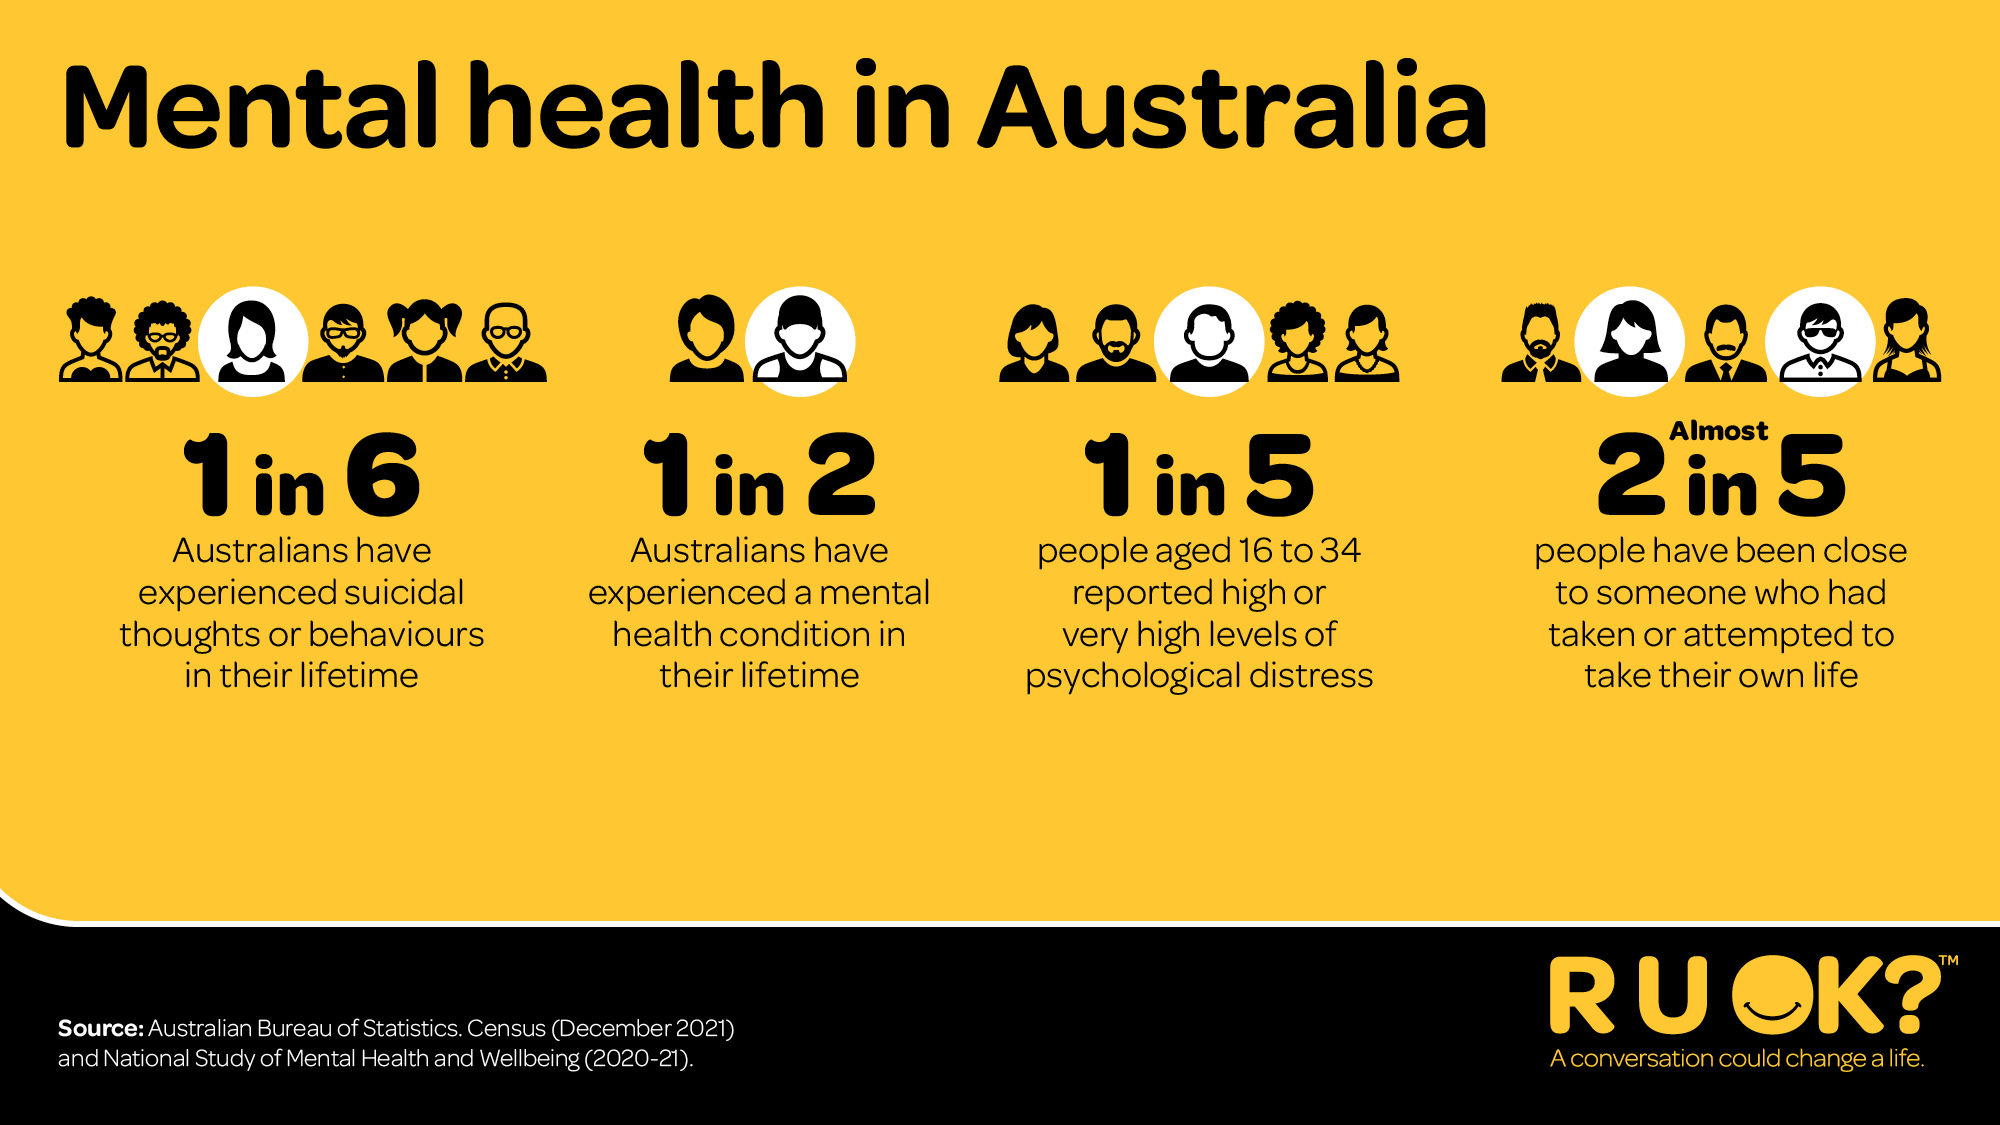 Mental health in Australia
1 in 6
Australians have
experienced suicidal
thoughts or behaviours
in their lifetime
1 in 2
Australians have
experienced a mental
health condition in
their lifetime
1 in 5
people aged 16 to 34
reported high or
very high levels of
psychological distress
Almost
2 in 5
people have been close
to someone who had
taken or attempted to
take their own life
Source: Australian Bureau of Statistics. Census (December 2021)
and National Study of Mental Health and Wellbeing (2020-21).
R U OK?™
A conversation could change a life.